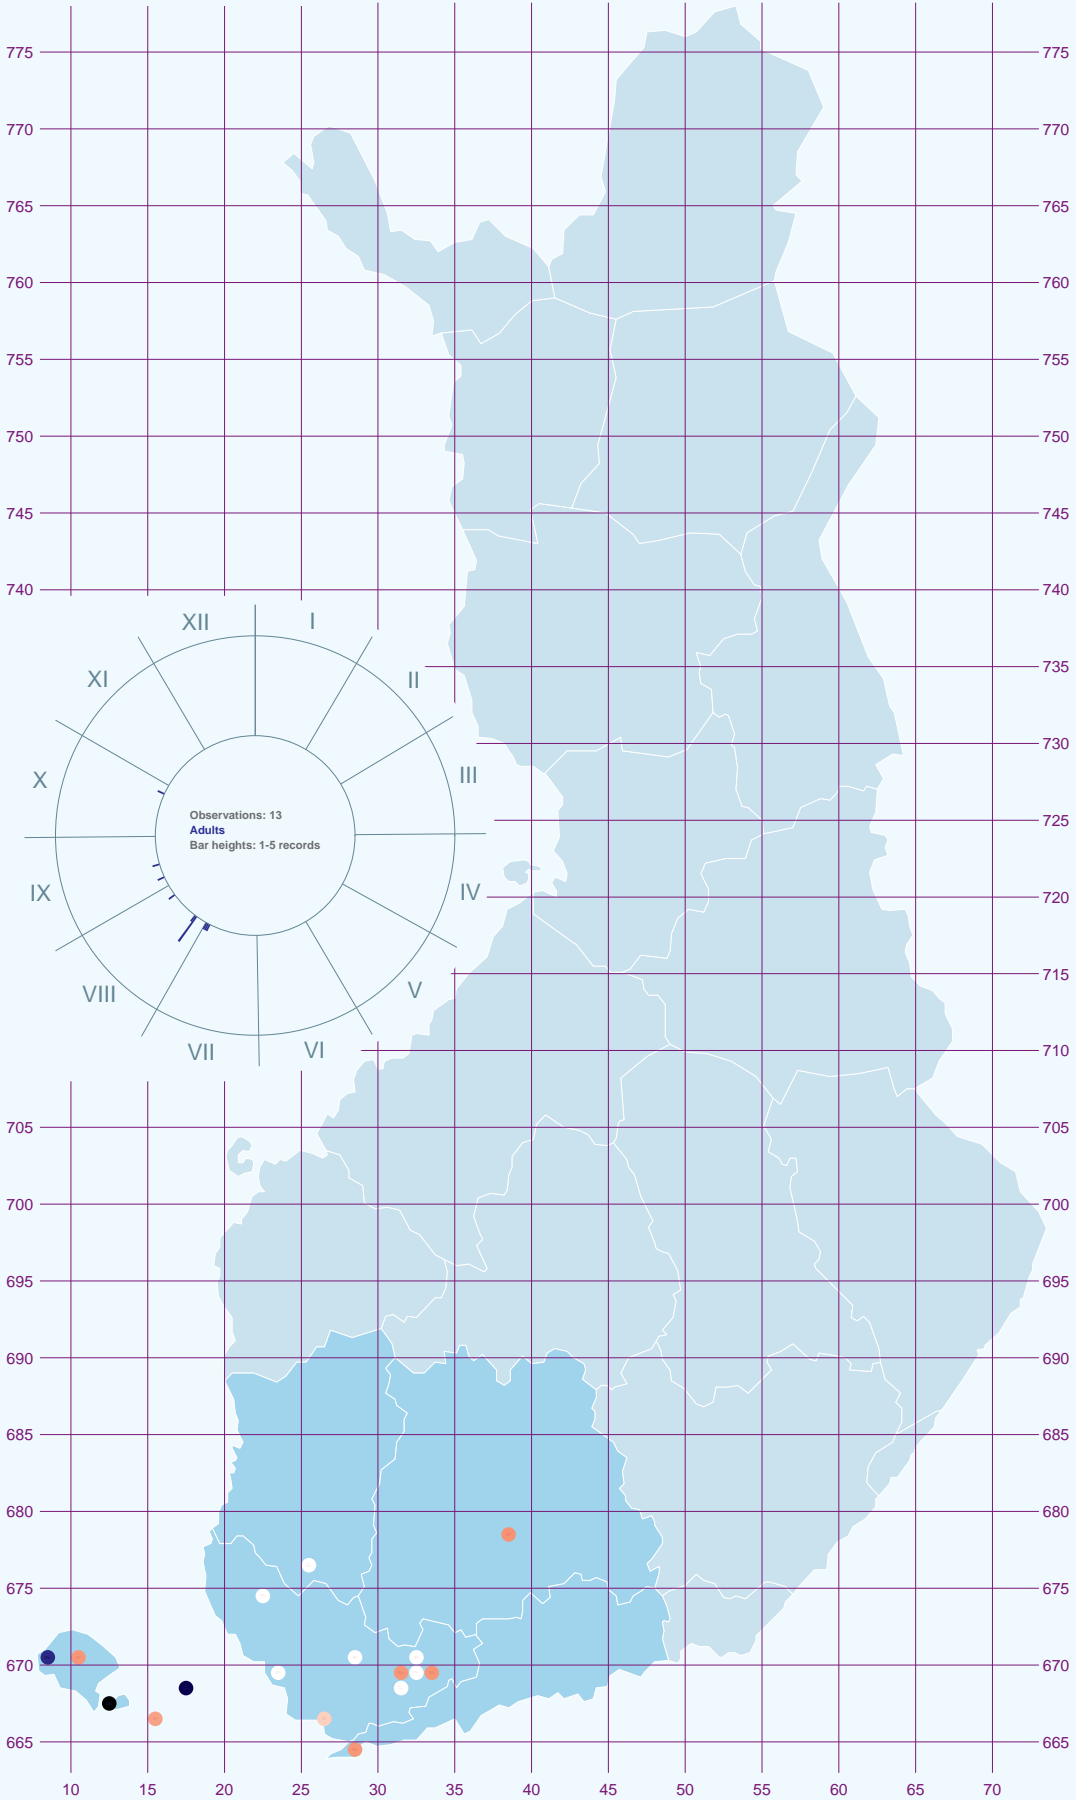 775 775
770 770
765 765
760 760
755 755
750 750
745 745
740 740
735
730
725
720
715
710
705 705
700 700
695 695
690 690
685 685
680 680
675 675
670 670
665 665
XII I
XI II
X III
IX IV
VIII V
VII VI
Observations: 13
Adults
Bar heights: 1-5 records
10 15 20 25 30 35 40 45 50 55 60 65 70